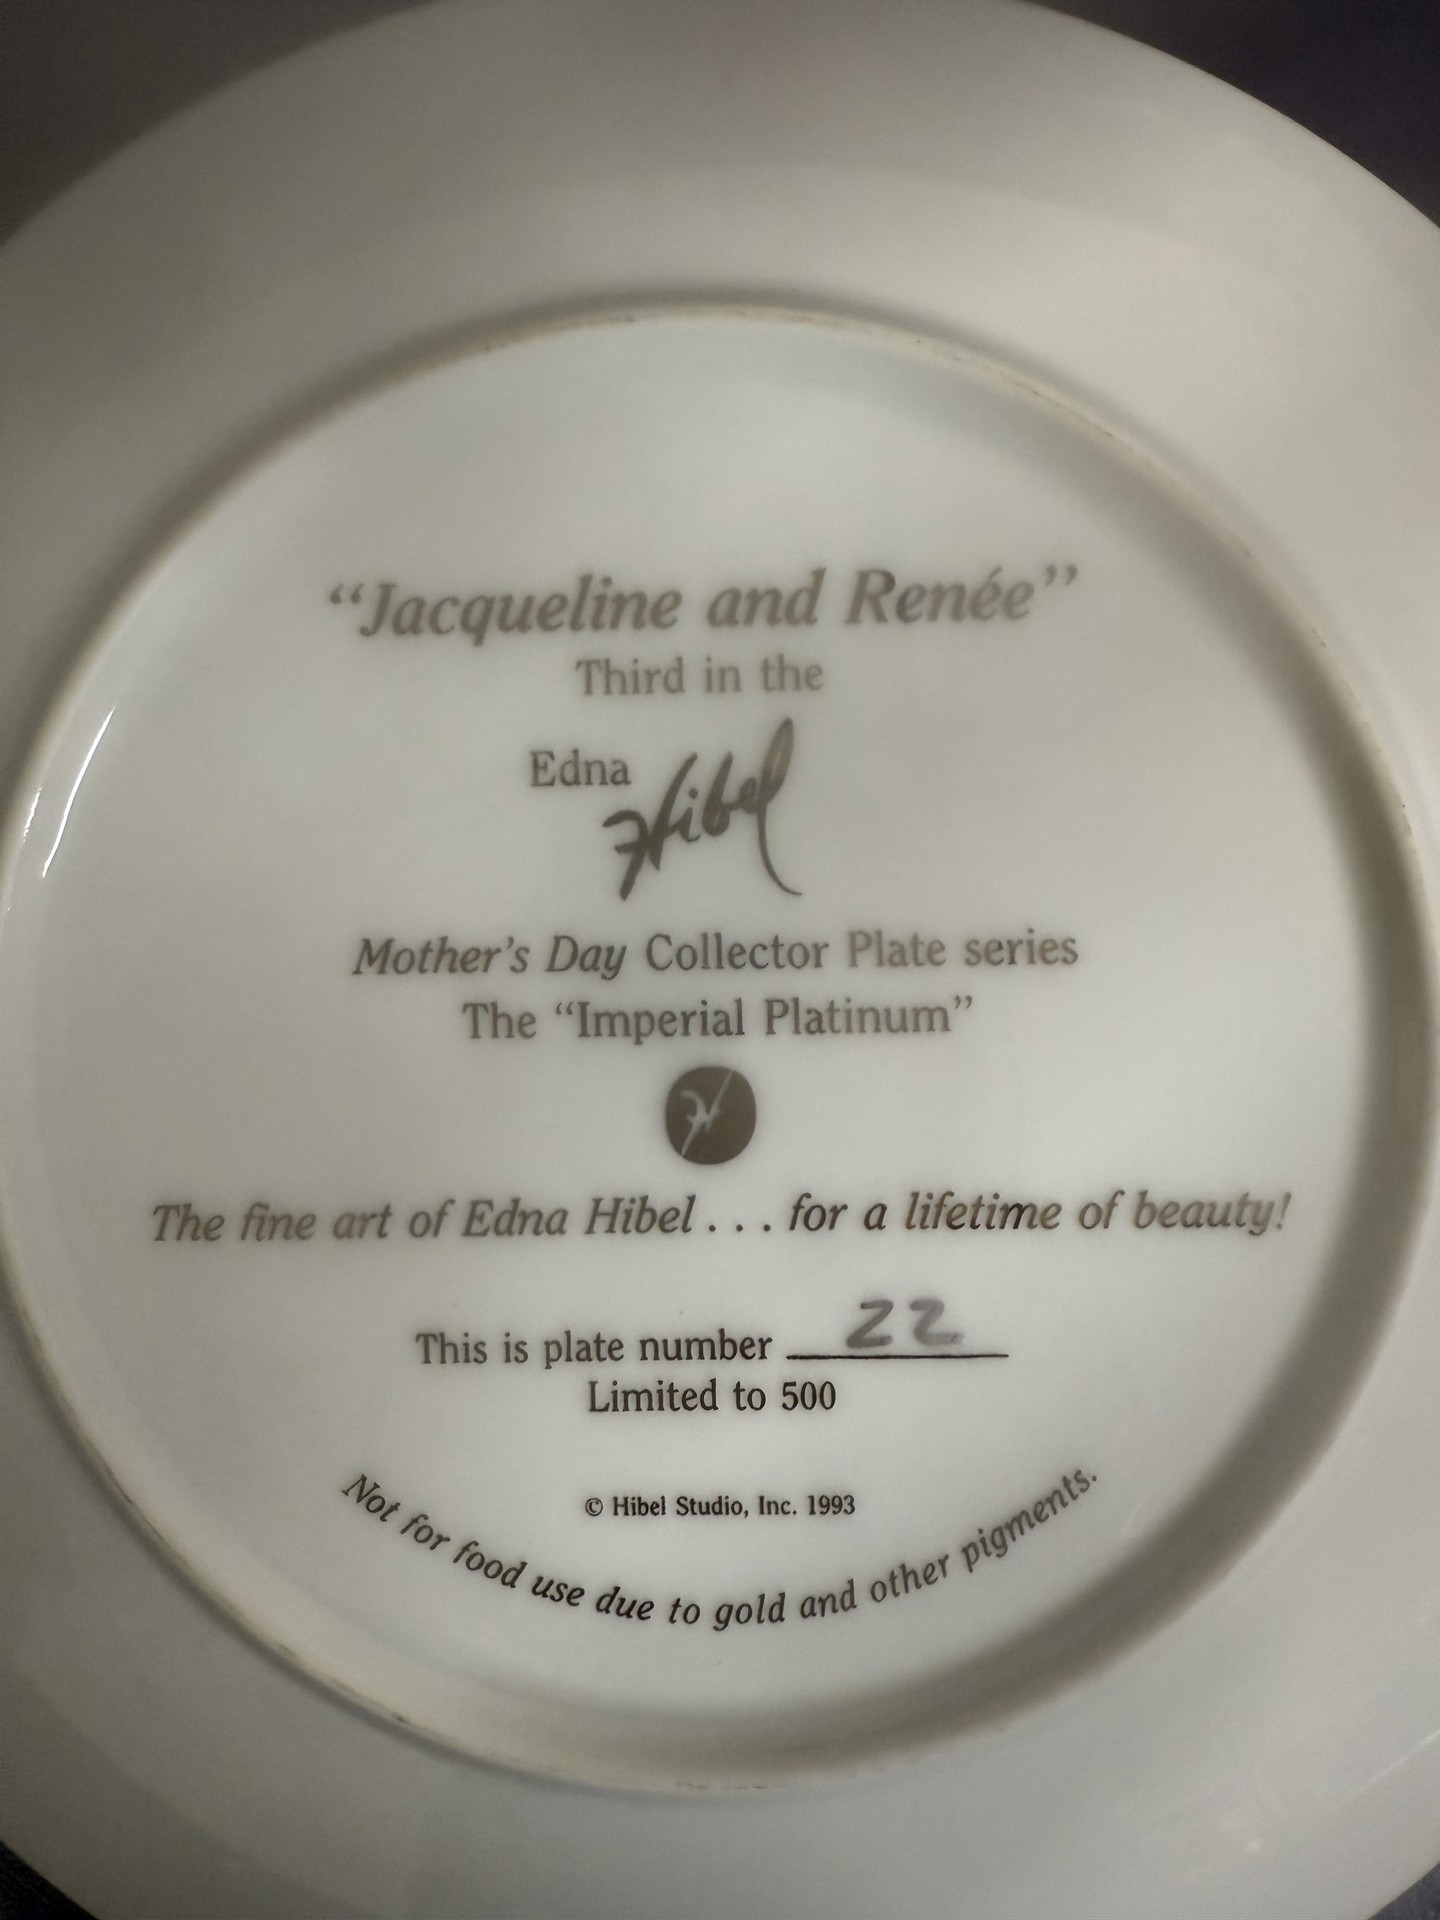 “Jacqueline and Renée”
Third in the
Edna Hibel
Mother’s Day Collector Plate series
The “Imperial Platinum”
The fine art of Edna Hibel . . . for a lifetime of beauty!
This is plate number 22
Limited to 500
© Hibel Studio, Inc. 1993
Not for food use due to gold and other pigments.